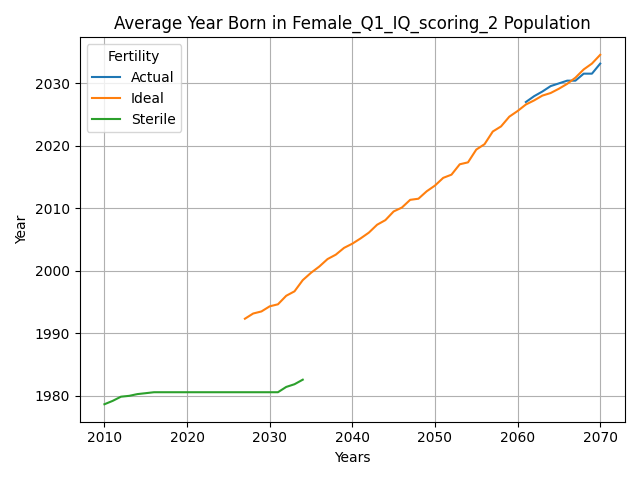 Average Year Born in Female_Q1_IQ_scoring_2 Population
Fertility
Actual
Ideal
Sterile
Year
2030
2020
2010
2000
1990
1980
2010 2020 2030 2040 2050 2060 2070
Years